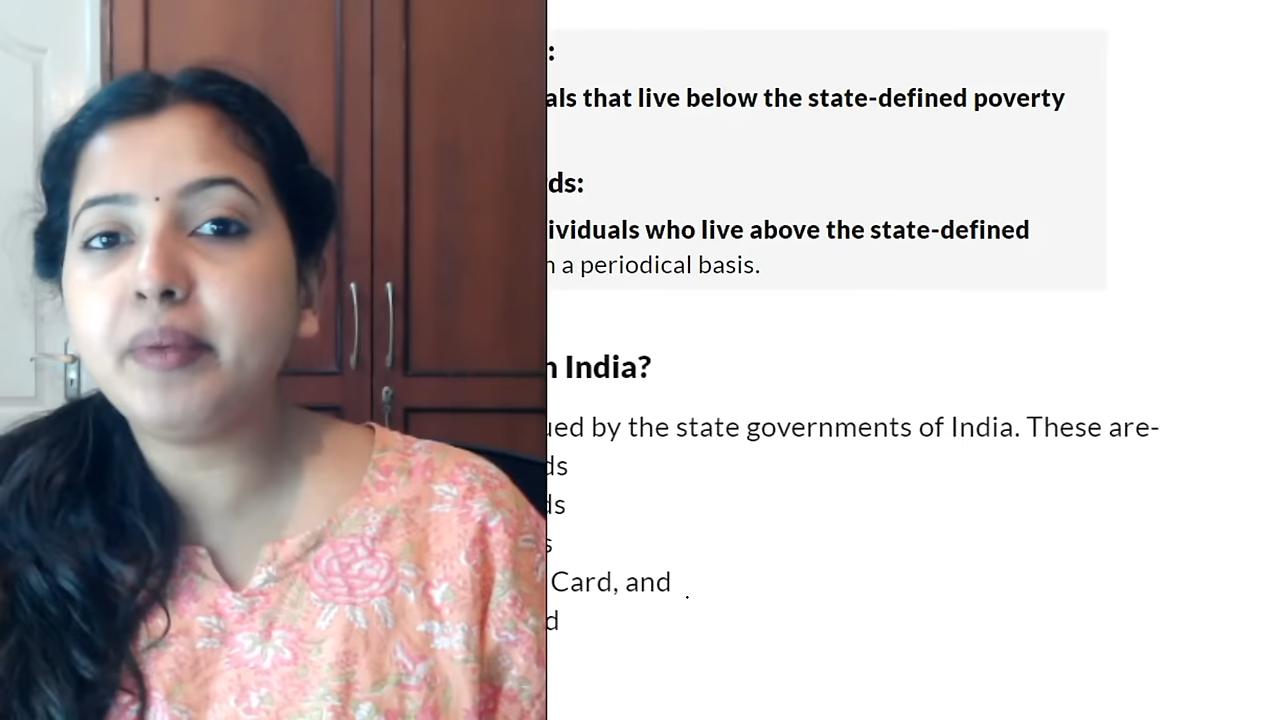 :
als that live below the state-defined poverty
ds:
ividuals who live above the state-defined
n a periodical basis.
n India?
ued by the state governments of India. These are-
ds
ds
s
Card, and
d